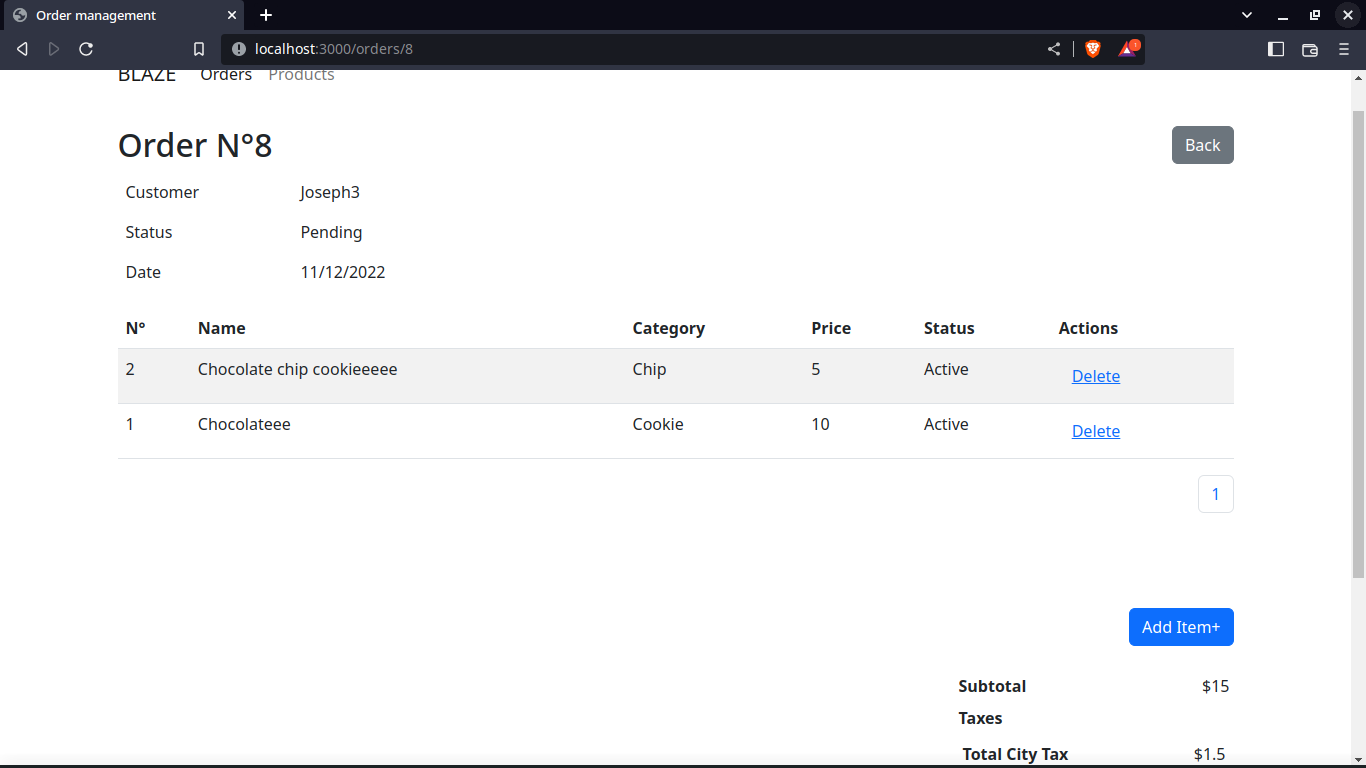 Order management
localhost:3000/orders/8
BLAZE Orders Products
Order N°8 Back
Customer Joseph3
Status Pending
Date 11/12/2022
N° Name Category Price Status Actions
2 Chocolate chip cookieeeee Chip 5 Active Delete
1 Chocolateee Cookie 10 Active Delete
1
Add Item+
Subtotal $15
Taxes
Total City Tax $1.5